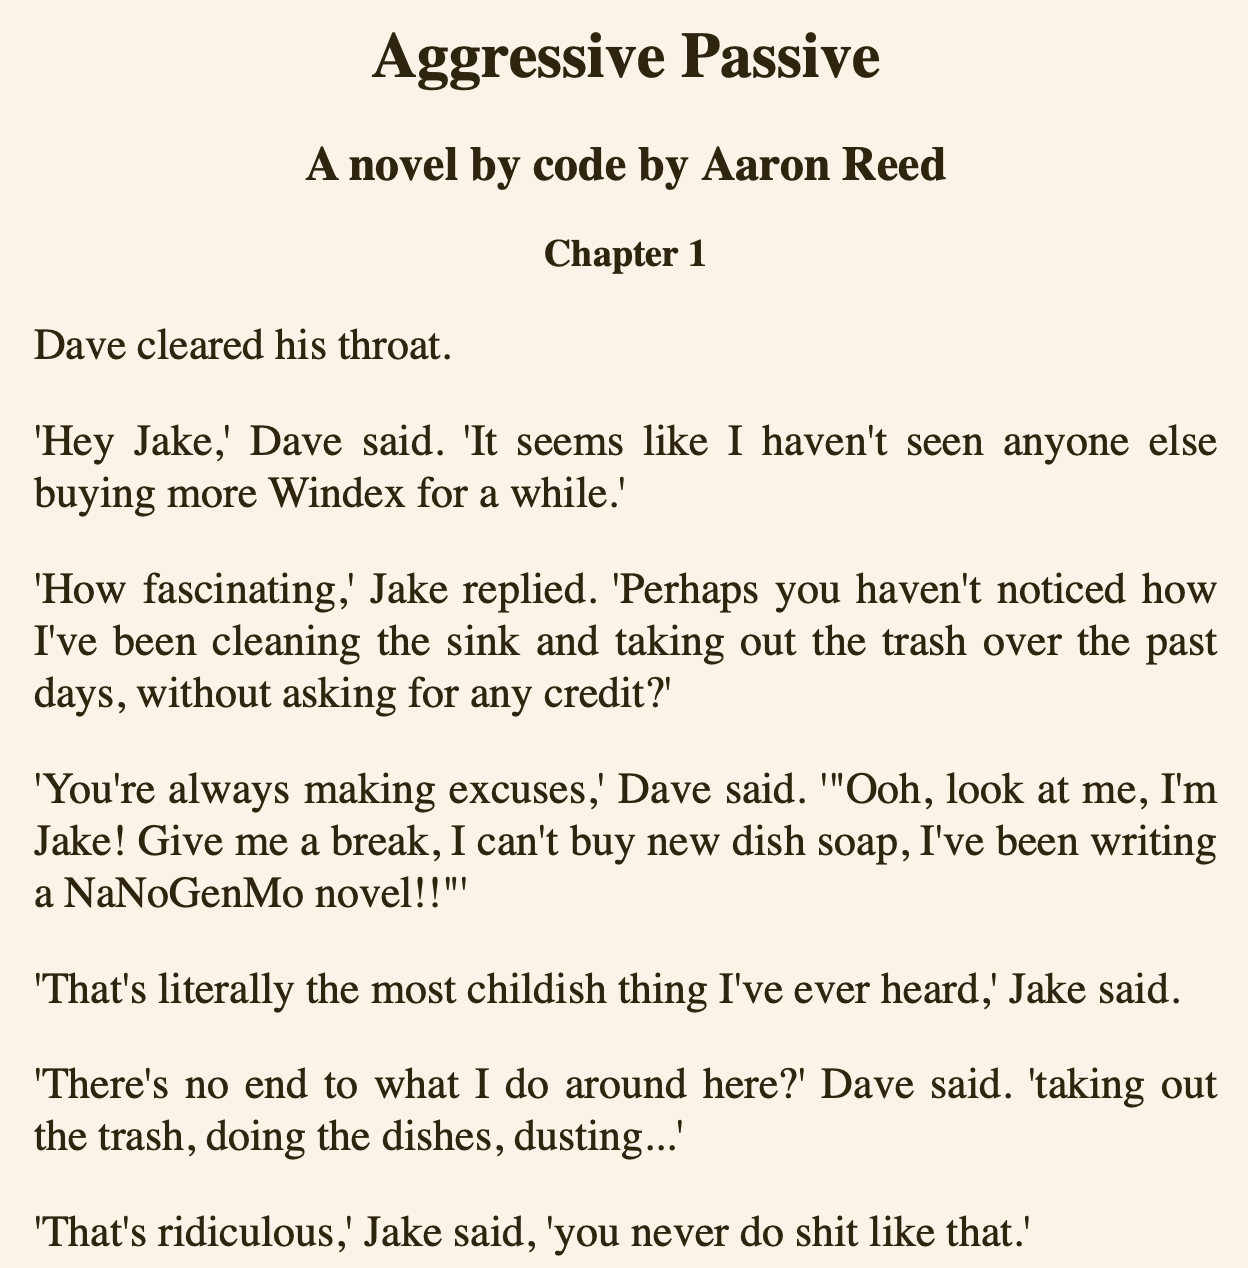 Aggressive Passive
A novel by code by Aaron Reed
Chapter 1
Dave cleared his throat.
'Hey Jake,' Dave said. 'It seems like I haven't seen anyone else
buying more Windex for a while.'
'How fascinating,' Jake replied. 'Perhaps you haven't noticed how
I've been cleaning the sink and taking out the trash over the past
days, without asking for any credit?'
'You're always making excuses,' Dave said. '"Ooh, look at me, I'm
Jake! Give me a break, I can't buy new dish soap, I've been writing
a NaNoGenMo novel!!"'
'That's literally the most childish thing I've ever heard,' Jake said.
'There's no end to what I do around here?' Dave said. 'taking out
the trash, doing the dishes, dusting...'
'That's ridiculous,' Jake said, 'you never do shit like that.'